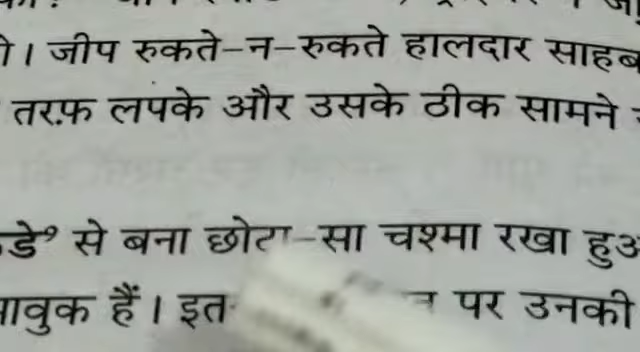 जीप रुकते-न-रुकते हालदार साहब
तरफ़ लपके और उसके ठीक सामने
से बना छोटा-सा चश्मा रखा
हैं। इत पर उनकी